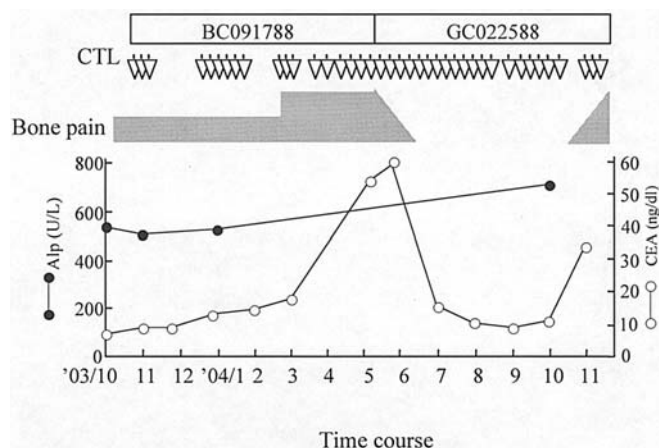 BC091788 GC022588
CTL
Bone pain
800 60
50
600 40
400 30
20
200 10
0 0
Alp (U/L)
CEA (ng/dl)
'03/10 11 12 '04/1 2 3 4 5 6 7 8 9 10 11
Time course